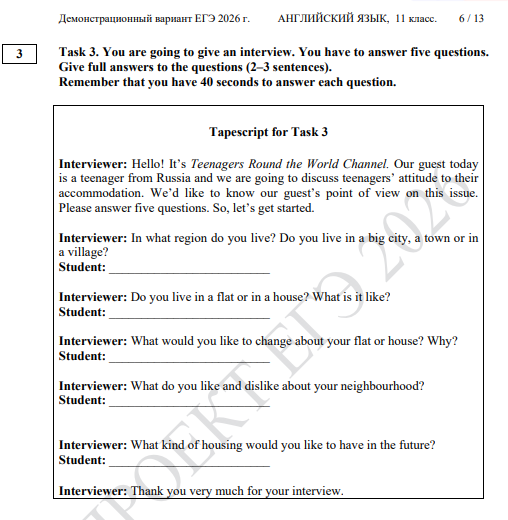 Демонстрационный вариант ЕГЭ 2026 г. АНГЛИЙСКИЙ ЯЗЫК, 11 класс. 6 / 13
3
Task 3. You are going to give an interview. You have to answer five questions.
Give full answers to the questions (2–3 sentences).
Remember that you have 40 seconds to answer each question.
Tapescript for Task 3
Interviewer: Hello! It’s Teenagers Round the World Channel. Our guest today
is a teenager from Russia and we are going to discuss teenagers’ attitude to their
accommodation. We’d like to know our guest’s point of view on this issue.
Please answer five questions. So, let’s get started.
Interviewer: In what region do you live? Do you live in a big city, a town or in
a village?
Student: __________________________
Interviewer: Do you live in a flat or in a house? What is it like?
Student: __________________________
Interviewer: What would you like to change about your flat or house? Why?
Student: __________________________
Interviewer: What do you like and dislike about your neighbourhood?
Student: __________________________
Interviewer: What kind of housing would you like to have in the future?
Student: __________________________
Interviewer: Thank you very much for your interview.
ПРОЕКТ ЕГЭ 2026